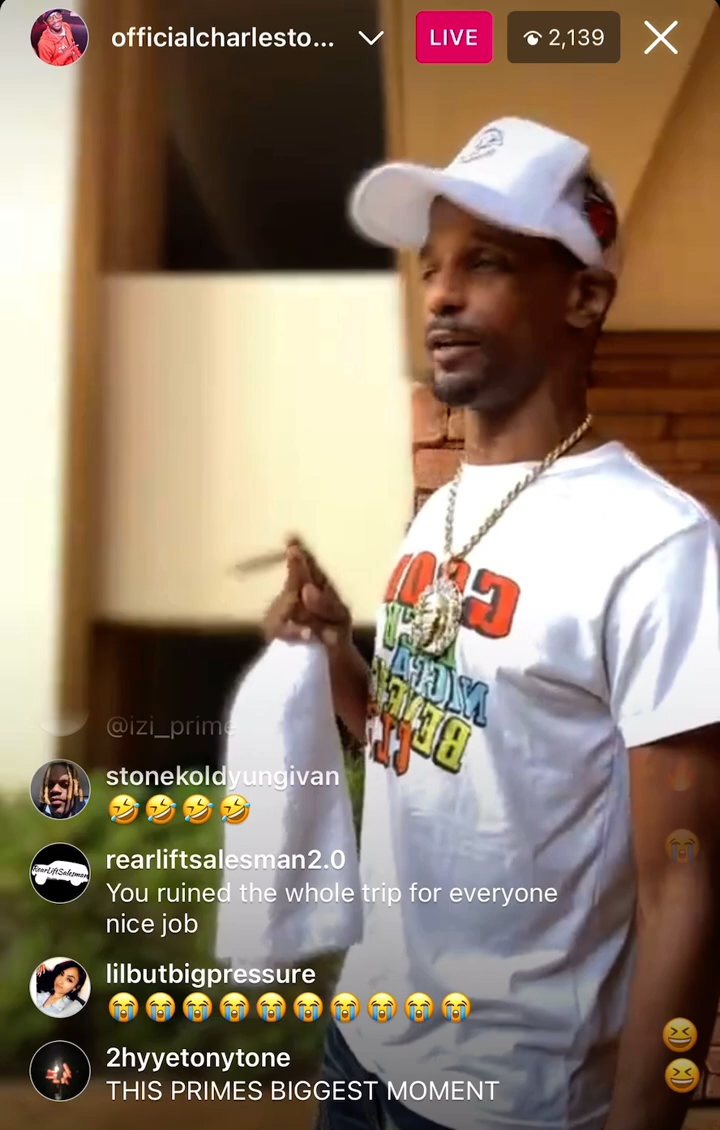 officialcharlesto...
LIVE
2,139
@izi_prime
stonekoldyungivan
🤣🤣🤣🤣
RearLiftSalesman
rearliftsalesman2.0
You ruined the whole trip for everyone
nice job
lilbutbigpressure
😭😭😭😭😭😭😭😭😭😭
2hyyetonytone
THIS PRIMES BIGGEST MOMENT